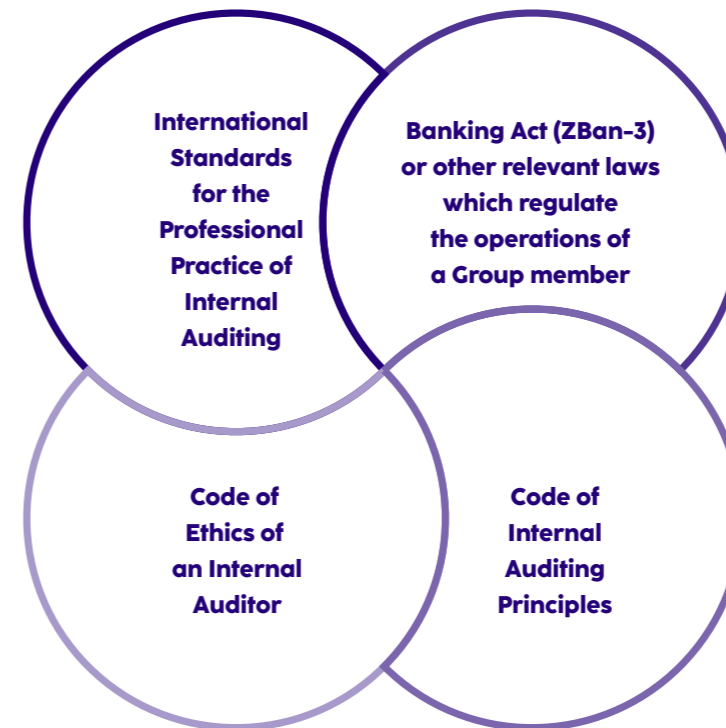 International
Standards
for the
Professional
Practice of
Internal
Auditing
Banking Act (ZBan-3)
or other relevant laws
which regulate
the operations of
a Group member
Code of
Ethics of
an Internal
Auditor
Code of
Internal
Auditing
Principles